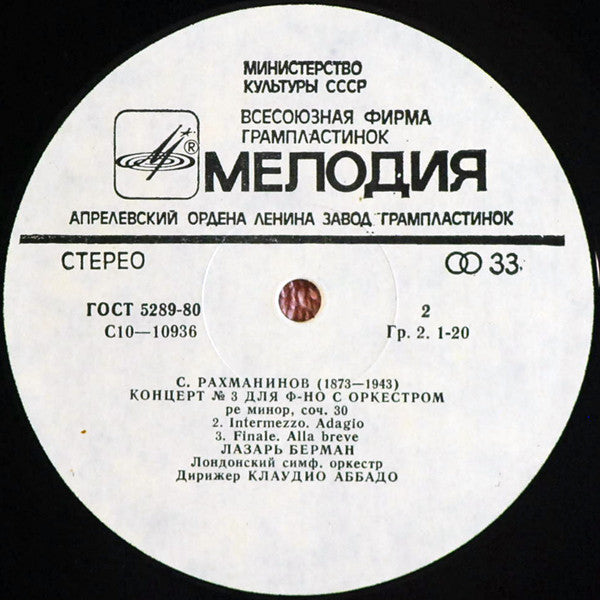 МИНИСТЕРСТВО
КУЛЬТУРЫ СССР
ВСЕСОЮЗНАЯ ФИРМА
ГРАМПЛАСТИНОК
® МЕЛОДИЯ
АПРЕЛЕВСКИЙ ОРДЕНА ЛЕНИНА ЗАВОД ГРАМПЛАСТИНОК
СТЕРЕО 33
ГОСТ 5289-80 2
С10—10936 Гр. 2. 1-20
С. РАХМАНИНОВ (1873—1943)
КОНЦЕРТ № 3 ДЛЯ Ф-НО С ОРКЕСТРОМ
ре минор, соч. 30
2. Intermezzo. Adagio
3. Finale. Alla breve
ЛАЗАРЬ БЕРМАН
Лондонский симф. оркестр
Дирижер КЛАУДИО АББАДО